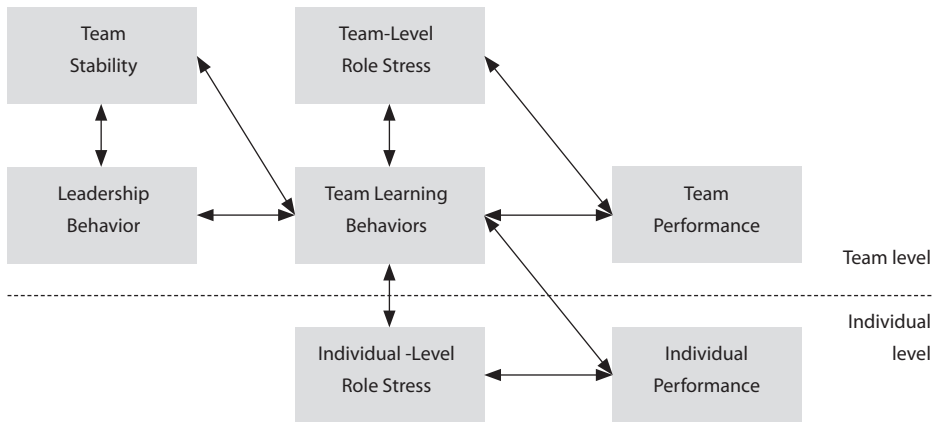 Team
Stability
Team-Level
Role Stress
Leadership
Behavior
Team Learning
Behaviors
Team
Performance
Team level
Individual
level
Individual -Level
Role Stress
Individual
Performance